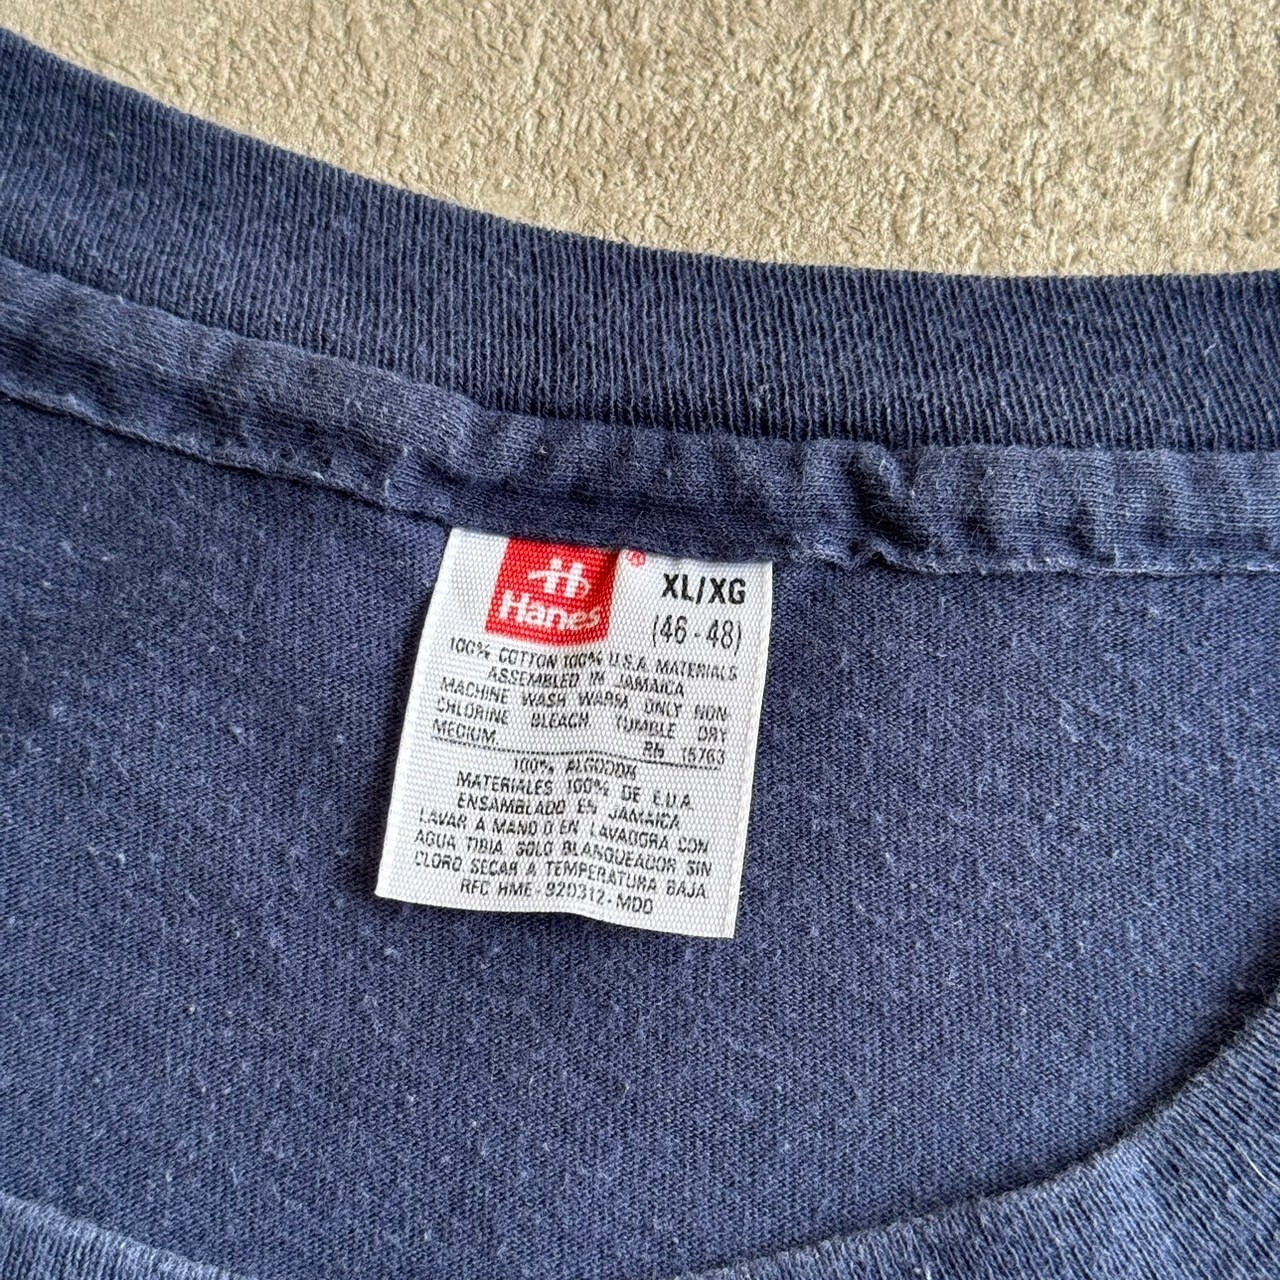 Hanes®
XL/XG
(46 - 48)
100% COTTON 100% U.S.A. MATERIALS
ASSEMBLED IN JAMAICA
MACHINE WASH WARM ONLY NON-
CHLORINE BLEACH TUMBLE DRY
MEDIUM. RN 15763
100% ALGODON
MATERIALES 100% DE E.U.A.
ENSAMBLADO EN JAMAICA
LAVAR A MANO O EN LAVADORA CON
AGUA TIBIA SOLO BLANQUEADOR SIN
CLORO SECAR A TEMPERATURA BAJA
RFC HME - 920312 - MDO